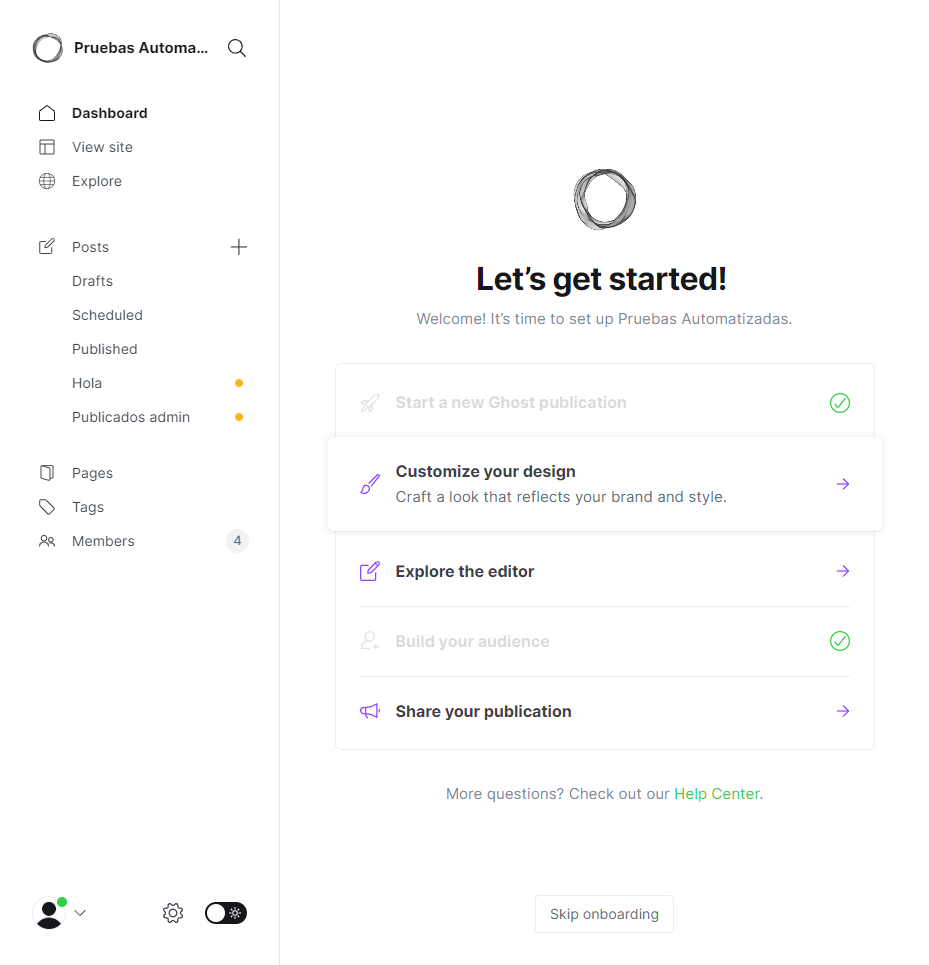 Pruebas Automa...
Dashboard
View site
Explore
Posts
Drafts
Scheduled
Published
Hola
Publicados admin
Pages
Tags
Members
4
Let’s get started!
Welcome! It’s time to set up Pruebas Automatizadas.
Start a new Ghost publication
Customize your design
Craft a look that reflects your brand and style.
Explore the editor
Build your audience
Share your publication
More questions? Check out our Help Center.
Skip onboarding